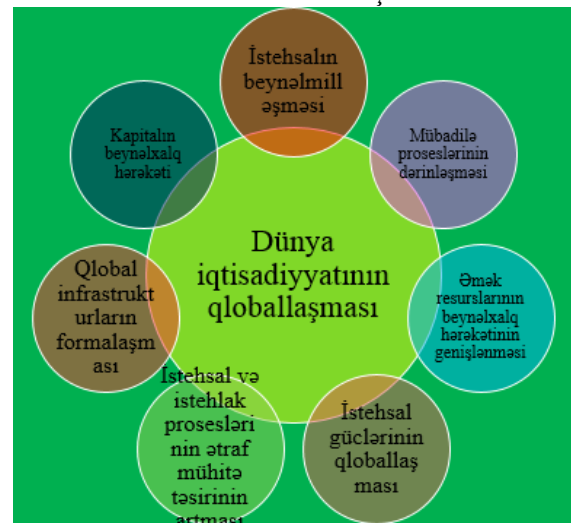 İstehsalın
beynəlmill
əşməsi
Mübadilə
proseslərinin
dərinləşməsi
Əmək
resurslarının
beynəlxalq
hərəkətinin
genişlənməsi
İstehsal
güclərinin
qloballaş
ması
İstehsal və
istehlak
prosesləri
nin ətraf
mühitə
təsirinin
artması
Qlobal
infrastrukt
urların
formalaşm
ası
Kapitalın
beynəlxalq
hərəkəti
Dünya
iqtisadiyyatının
qloballaşması